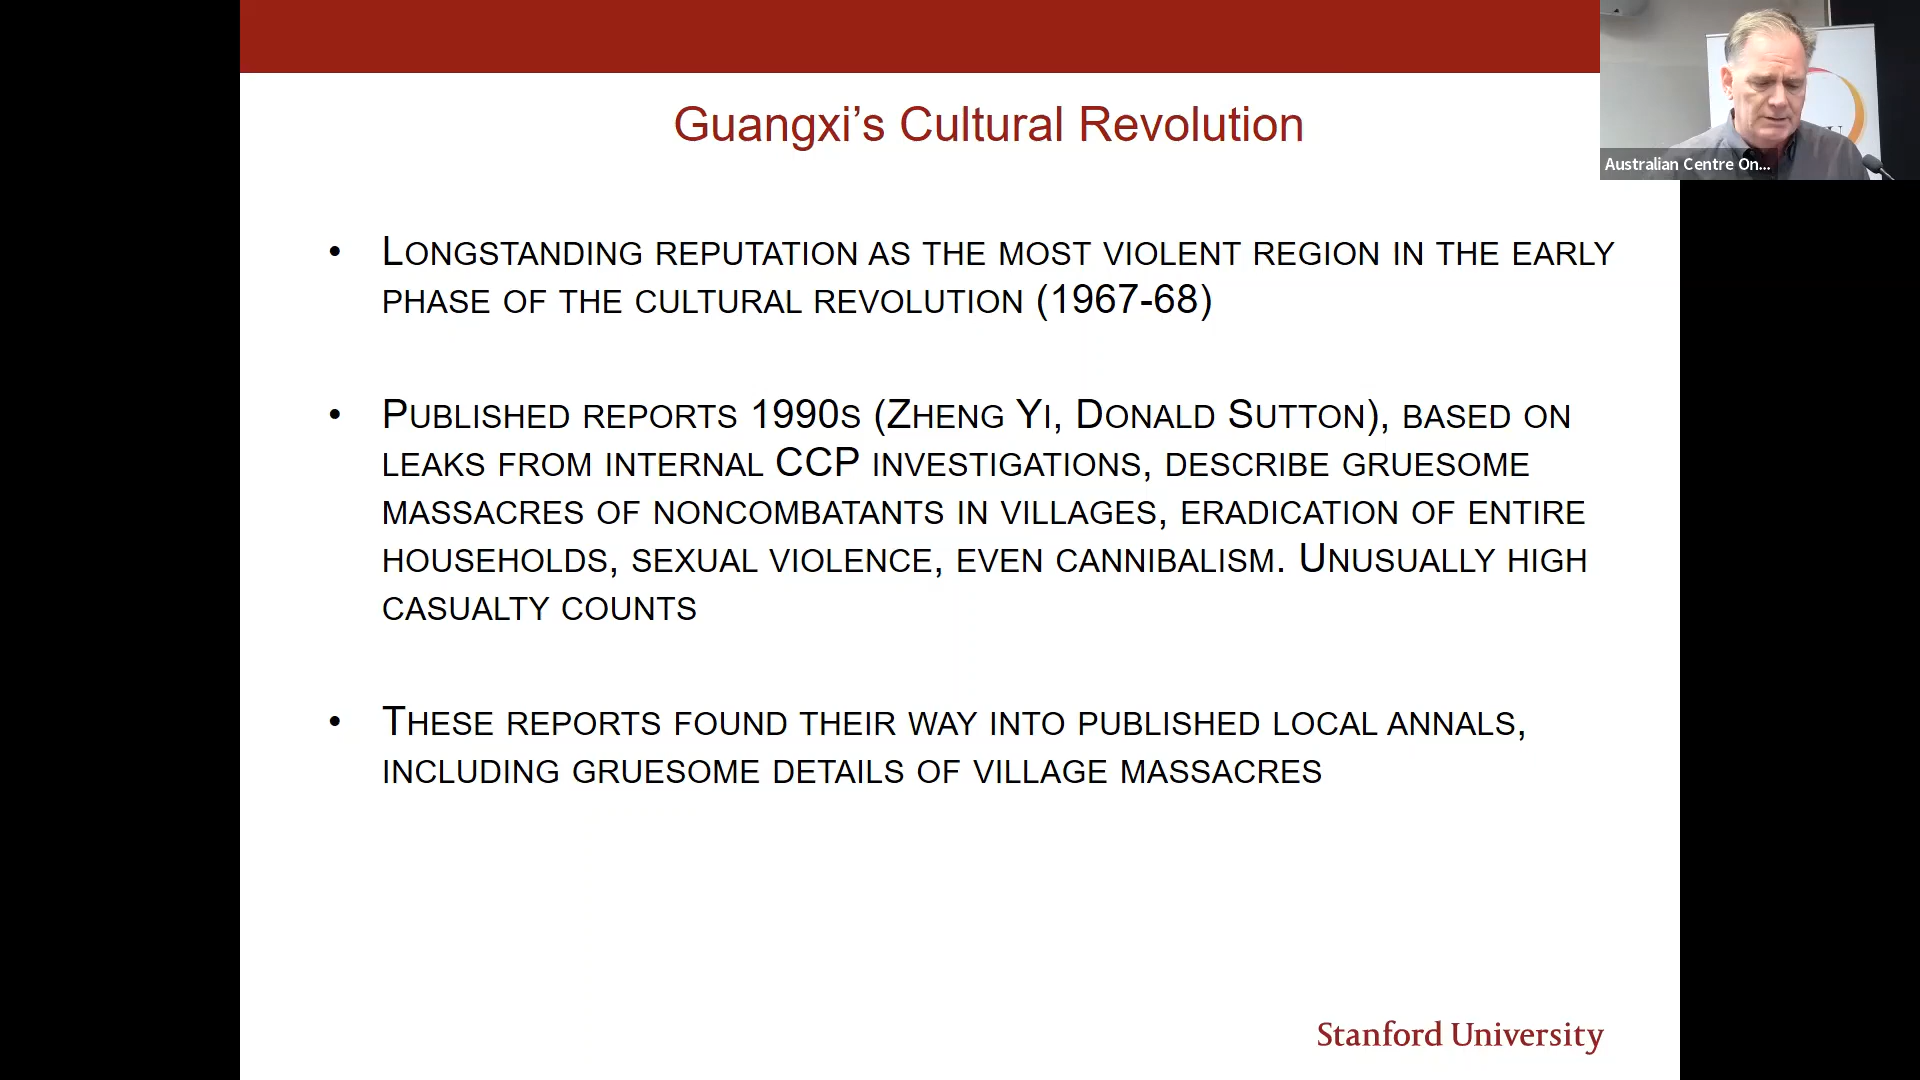 Guangxi’s Cultural Revolution
Australian Centre On...
• LONGSTANDING REPUTATION AS THE MOST VIOLENT REGION IN THE EARLY
PHASE OF THE CULTURAL REVOLUTION (1967-68)
• PUBLISHED REPORTS 1990S (ZHENG YI, DONALD SUTTON), BASED ON
LEAKS FROM INTERNAL CCP INVESTIGATIONS, DESCRIBE GRUESOME
MASSACRES OF NONCOMBATANTS IN VILLAGES, ERADICATION OF ENTIRE
HOUSEHOLDS, SEXUAL VIOLENCE, EVEN CANNIBALISM. UNUSUALLY HIGH
CASUALTY COUNTS
• THESE REPORTS FOUND THEIR WAY INTO PUBLISHED LOCAL ANNALS,
INCLUDING GRUESOME DETAILS OF VILLAGE MASSACRES
Stanford University